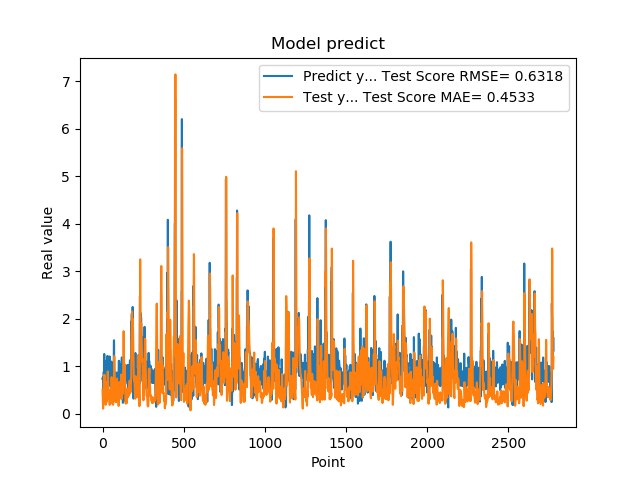 Model predict
Predict y... Test Score RMSE= 0.6318
Test y... Test Score MAE= 0.4533
Real value
7
6
5
4
3
2
1
0
0 500 1000 1500 2000 2500
Point